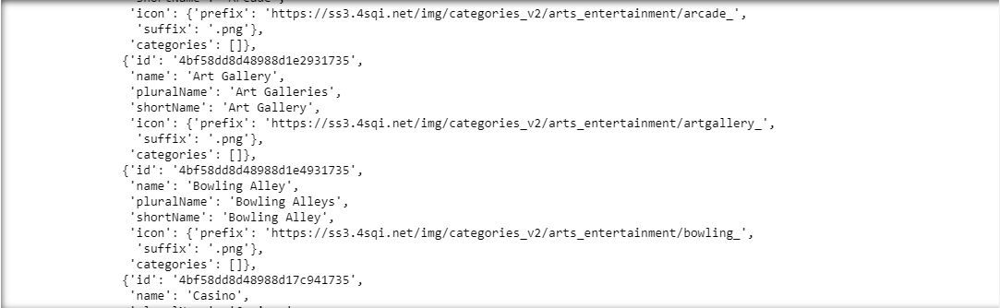 'icon': {'prefix': 'https://ss3.4sqi.net/img/categories_v2/arts_entertainment/arcade_',
'suffix': '.png'},
'categories': []},
{'id': '4bf58dd8d48988d1e2931735',
'name': 'Art Gallery',
'pluralName': 'Art Galleries',
'shortName': 'Art Gallery',
'icon': {'prefix': 'https://ss3.4sqi.net/img/categories_v2/arts_entertainment/artgallery_',
'suffix': '.png'},
'categories': []},
{'id': '4bf58dd8d48988d1e4931735',
'name': 'Bowling Alley',
'pluralName': 'Bowling Alleys',
'shortName': 'Bowling Alley',
'icon': {'prefix': 'https://ss3.4sqi.net/img/categories_v2/arts_entertainment/bowling_',
'suffix': '.png'},
'categories': []},
{'id': '4bf58dd8d48988d17c941735',
'name': 'Casino',